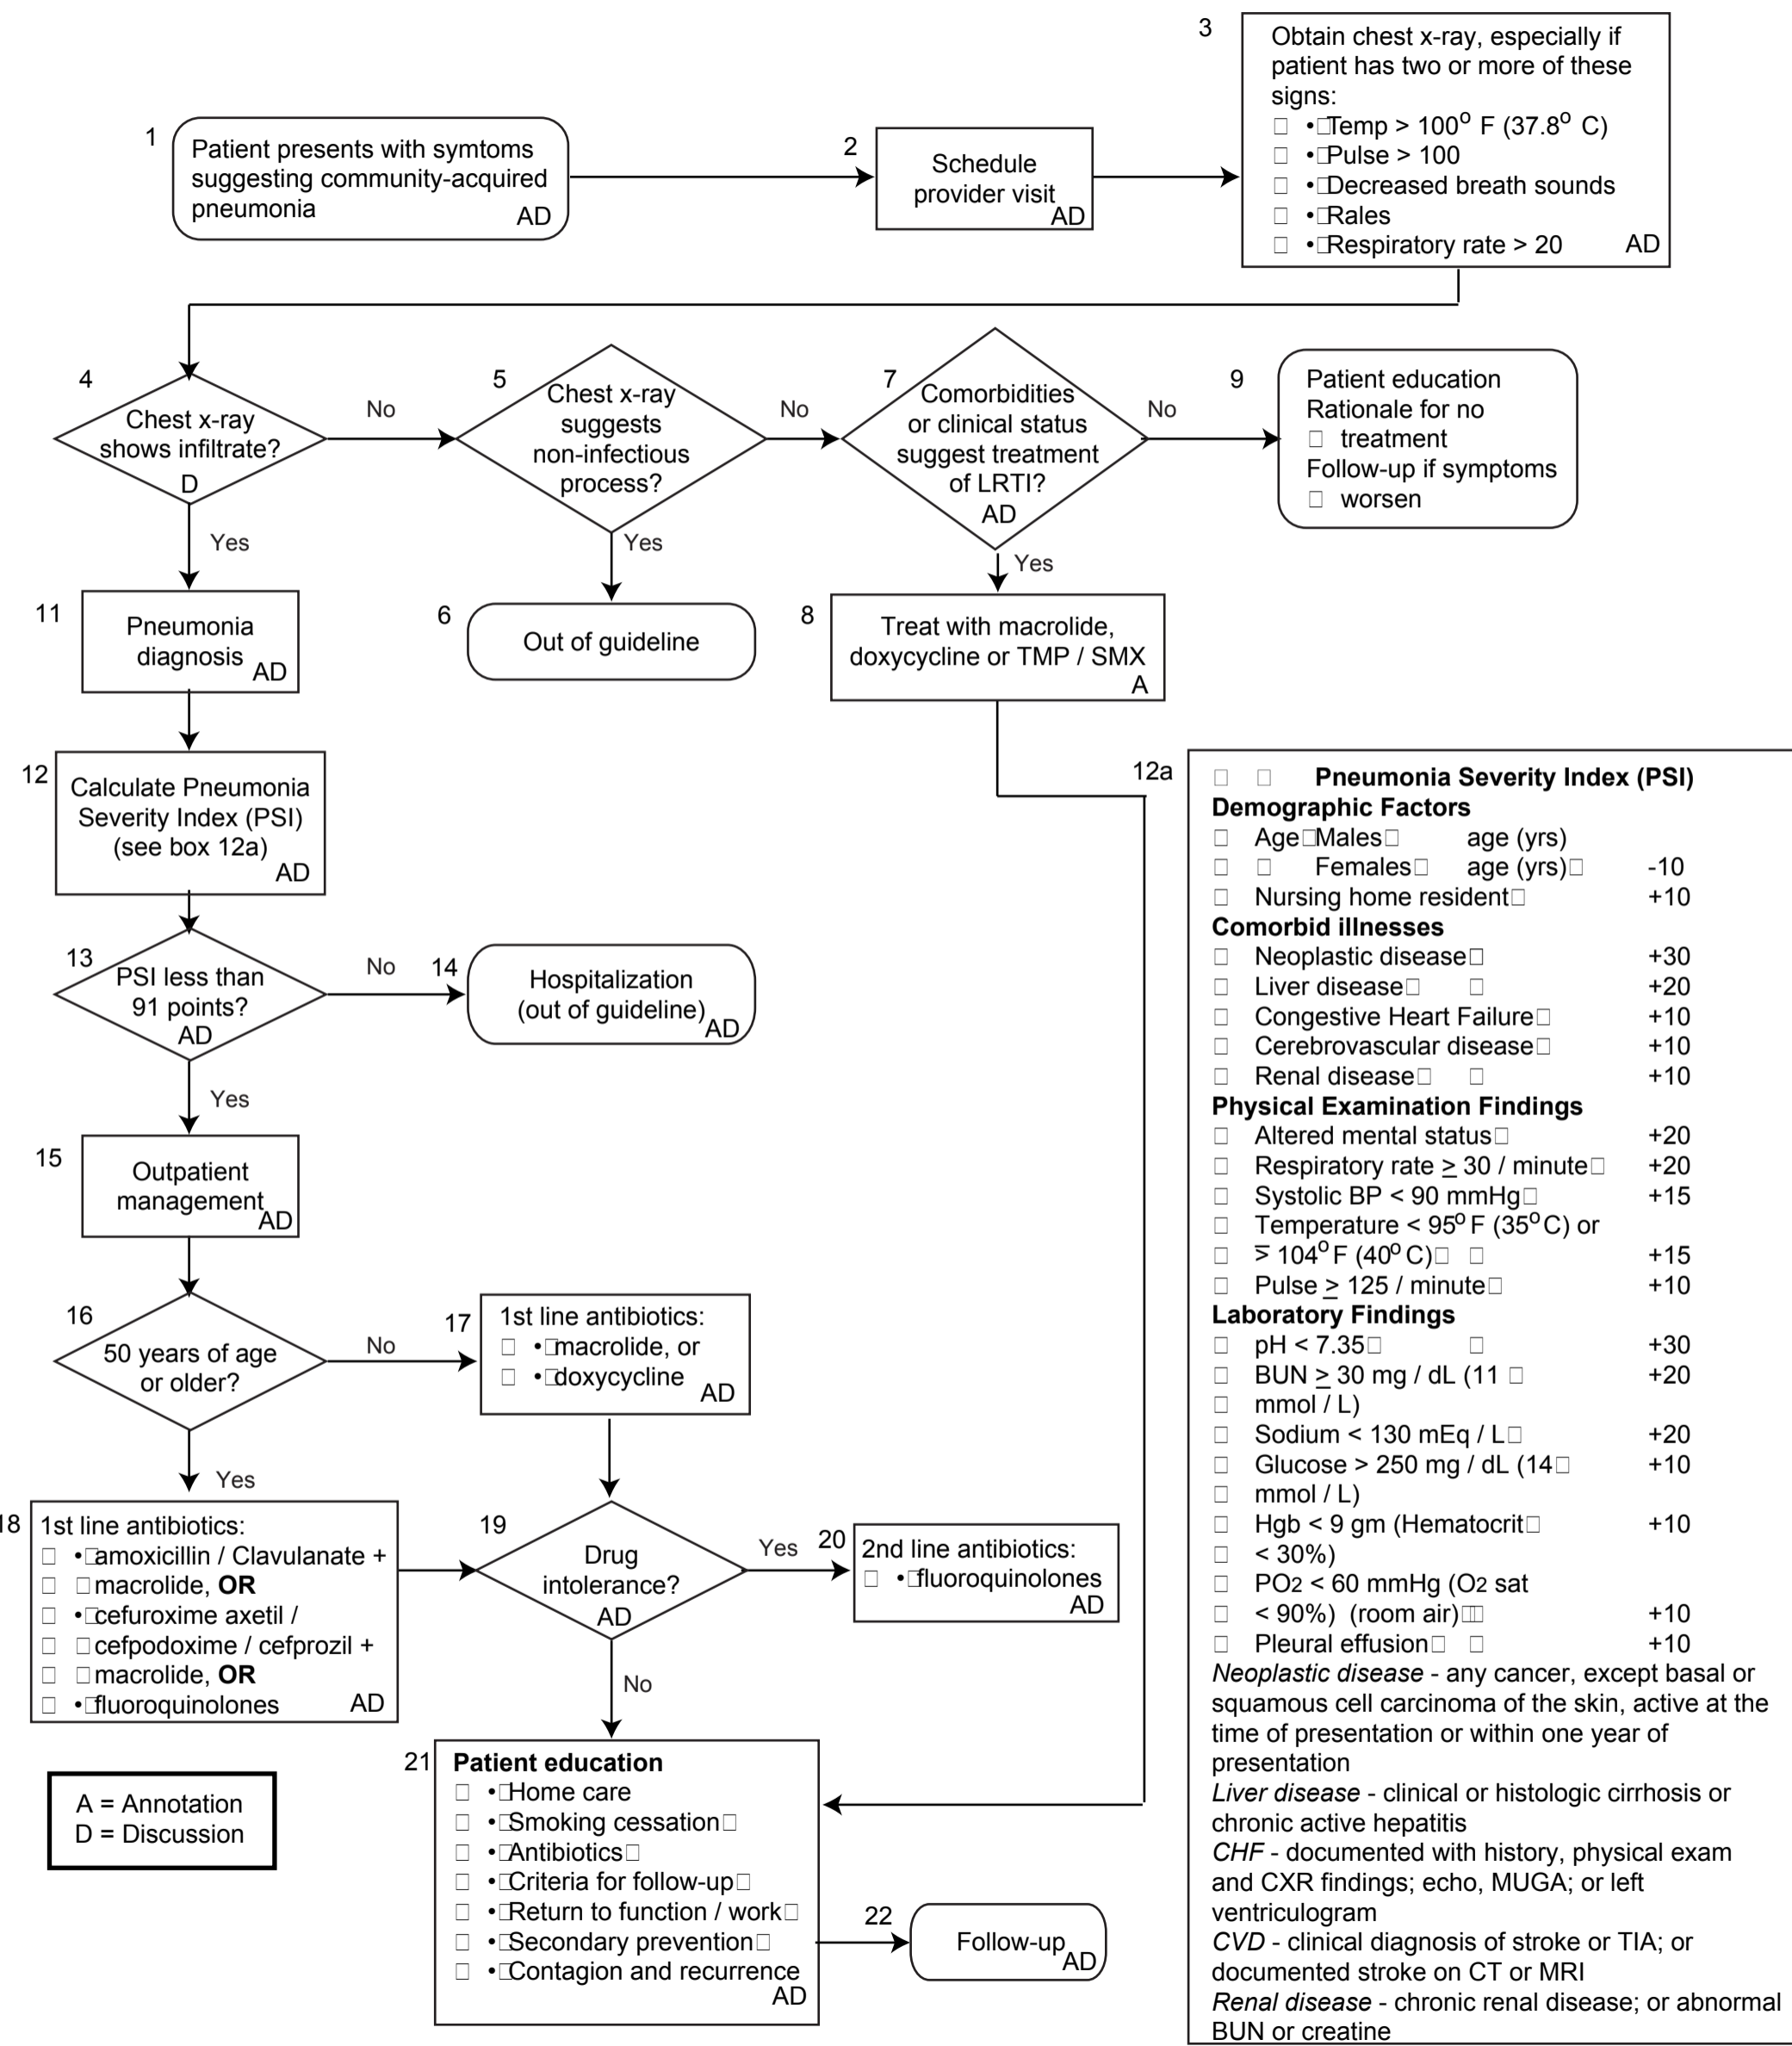 1
Patient presents with symtoms
suggesting community-acquired
pneumonia
AD
2
Schedule
provider visit
AD
3
Obtain chest x-ray, especially if
patient has two or more of these
signs:
□ •□Temp > 100° F (37.8° C)
□ •□Pulse > 100
□ •□Decreased breath sounds
□ •□Rales
□ •□Respiratory rate > 20 AD
4
Chest x-ray
shows infiltrate?
D
No
Yes
5
Chest x-ray
suggests
non-infectious
process?
No
Yes
6
Out of guideline
7
Comorbidities
or clinical status
suggest treatment
of LRTI?
AD
No
Yes
8
Treat with macrolide,
doxycycline or TMP / SMX
A
9
Patient education
Rationale for no
□ treatment
Follow-up if symptoms
□ worsen
11
Pneumonia
diagnosis
AD
12
Calculate Pneumonia
Severity Index (PSI)
(see box 12a)
AD
13
PSI less than
91 points?
AD
No
Yes
14
Hospitalization
(out of guideline)
AD
15
Outpatient
management
AD
16
50 years of age
or older?
No
Yes
17
1st line antibiotics:
□ •□macrolide, or
□ •□doxycycline
AD
18
1st line antibiotics:
□ •□amoxicillin / Clavulanate +
□ □macrolide, OR
□ •□cefuroxime axetil /
□ □cefpodoxime / cefprozil +
□ □macrolide, OR
□ •□fluoroquinolones AD
19
Drug
intolerance?
AD
Yes
No
20
2nd line antibiotics:
□ •□fluoroquinolones
AD
21
Patient education
□ •□Home care
□ •□Smoking cessation□
□ •□Antibiotics□
□ •□Criteria for follow-up□
□ •□Return to function / work□
□ •□Secondary prevention□
□ •□Contagion and recurrence
AD
22
Follow-up
AD
A = Annotation
D = Discussion
12a
□ □ Pneumonia Severity Index (PSI)
Demographic Factors
□ Age□Males□ age (yrs)
□ □ Females□ age (yrs)□ -10
□ Nursing home resident□ +10
Comorbid illnesses
□ Neoplastic disease□ +30
□ Liver disease□ □ +20
□ Congestive Heart Failure□ +10
□ Cerebrovascular disease□ +10
□ Renal disease□ □ +10
Physical Examination Findings
□ Altered mental status□ +20
□ Respiratory rate ≥ 30 / minute□ +20
□ Systolic BP < 90 mmHg□ +15
□ Temperature < 95° F (35° C) or
□ > 104° F (40° C)□ □ +15
□ Pulse ≥ 125 / minute□ +10
Laboratory Findings
□ pH < 7.35□ □ +30
□ BUN ≥ 30 mg / dL (11 □ +20
□ mmol / L)
□ Sodium < 130 mEq / L□ +20
□ Glucose > 250 mg / dL (14□ +10
□ mmol / L)
□ Hgb < 9 gm (Hematocrit□ +10
□ < 30%)
□ PO2 < 60 mmHg (O2 sat
□ < 90%) (room air)□□ +10
□ Pleural effusion□ □ +10
Neoplastic disease - any cancer, except basal or
squamous cell carcinoma of the skin, active at the
time of presentation or within one year of
presentation
Liver disease - clinical or histologic cirrhosis or
chronic active hepatitis
CHF - documented with history, physical exam
and CXR findings; echo, MUGA; or left
ventriculogram
CVD - clinical diagnosis of stroke or TIA; or
documented stroke on CT or MRI
Renal disease - chronic renal disease; or abnormal
BUN or creatine